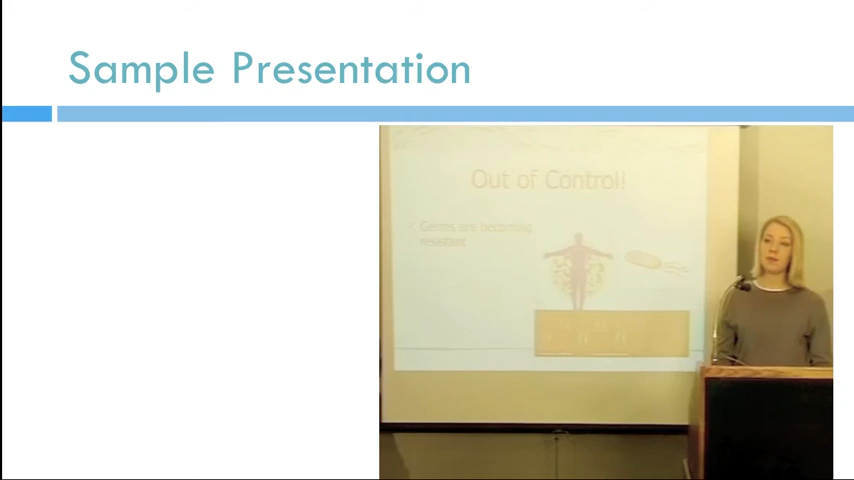 Sample Presentation
Out of Control!
Germs are becoming
resistant